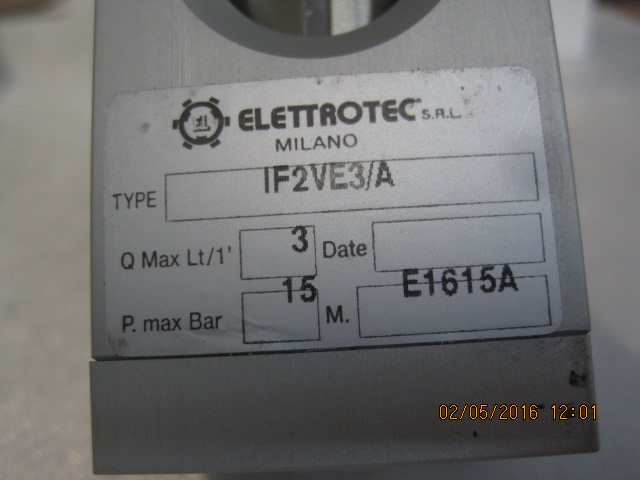 ELETTROTEC S.R.L.
MILANO
TYPE IF2VE3/A
Q Max Lt/1' 3 Date
P. max Bar 15 M. E1615A
02/05/2016 12:01